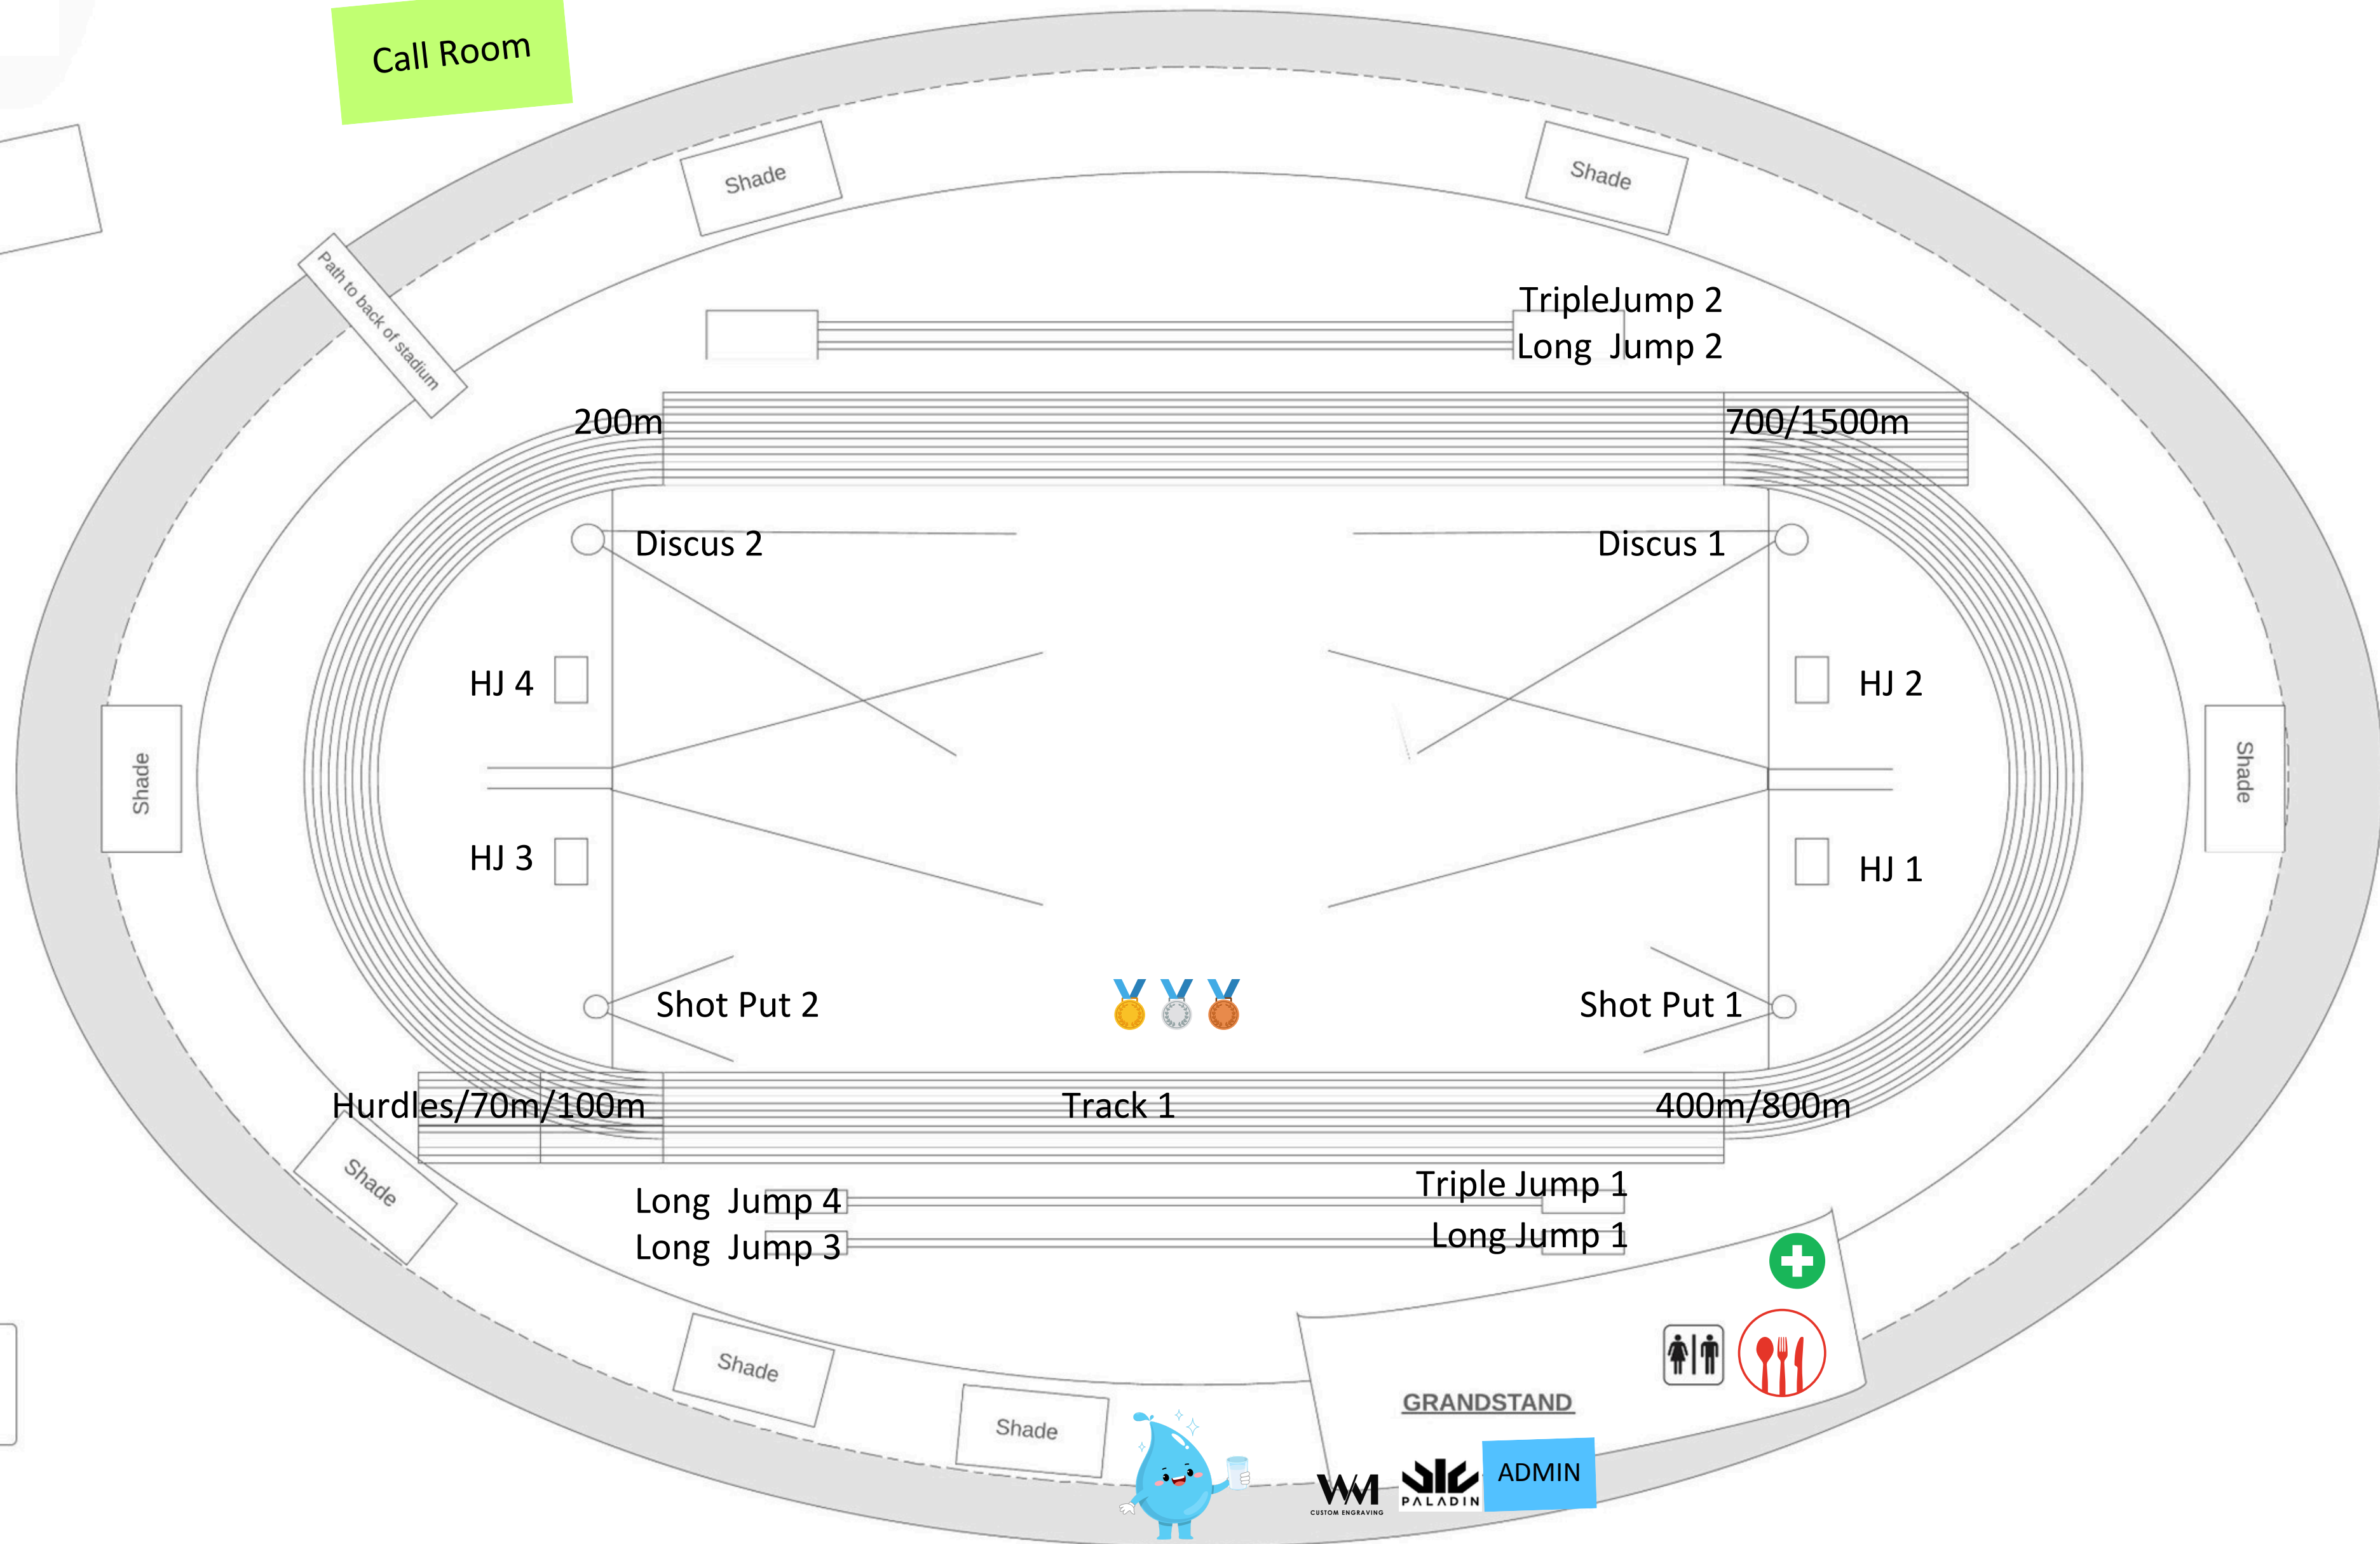 Call Room
Shade
Shade
Path to back of stadium
TripleJump 2
Long Jump 2
200m
700/1500m
Discus 2
Discus 1
HJ 4
HJ 2
Shade
Shade
HJ 3
HJ 1
Shot Put 2
Shot Put 1
Hurdles/70m/100m
Track 1
400m/800m
Shade
Long Jump 4
Triple Jump 1
Long Jump 3
Long Jump 1
Shade
Shade
GRANDSTAND
WM
CUSTOM ENGRAVING
PALADIN
ADMIN